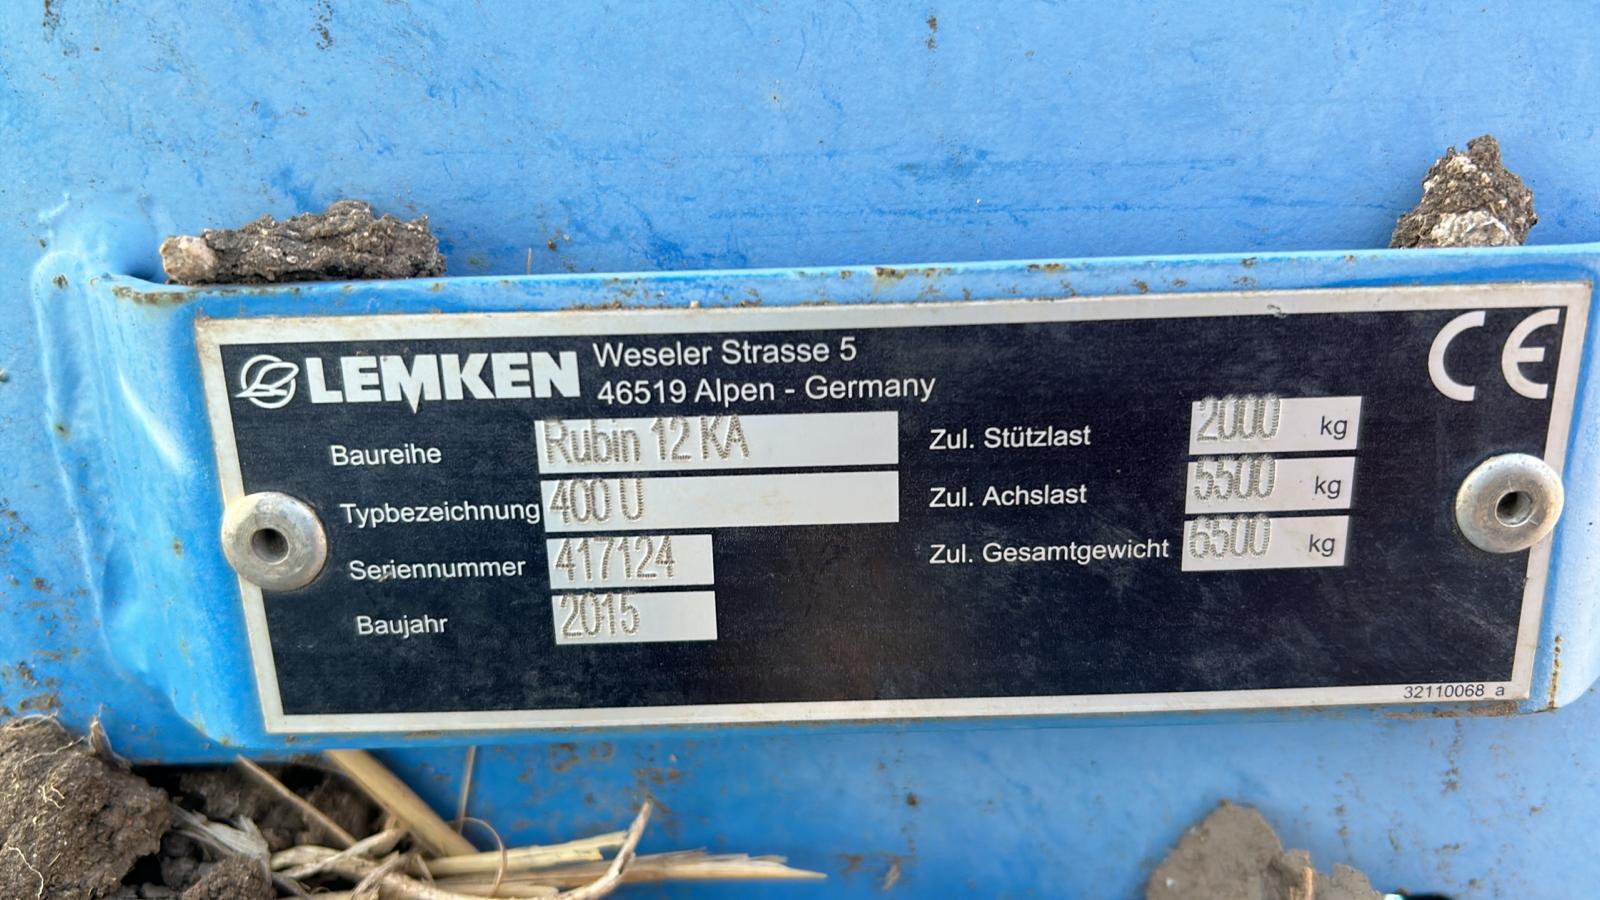 LEMKEN
Weseler Strasse 5
46519 Alpen - Germany
CE
Baureihe Rubin 12 KA
Typbezeichnung 400 U
Seriennummer 417124
Baujahr 2015
Zul. Stützlast 2000 kg
Zul. Achslast 5500 kg
Zul. Gesamtgewicht 6500 kg
32110068 a